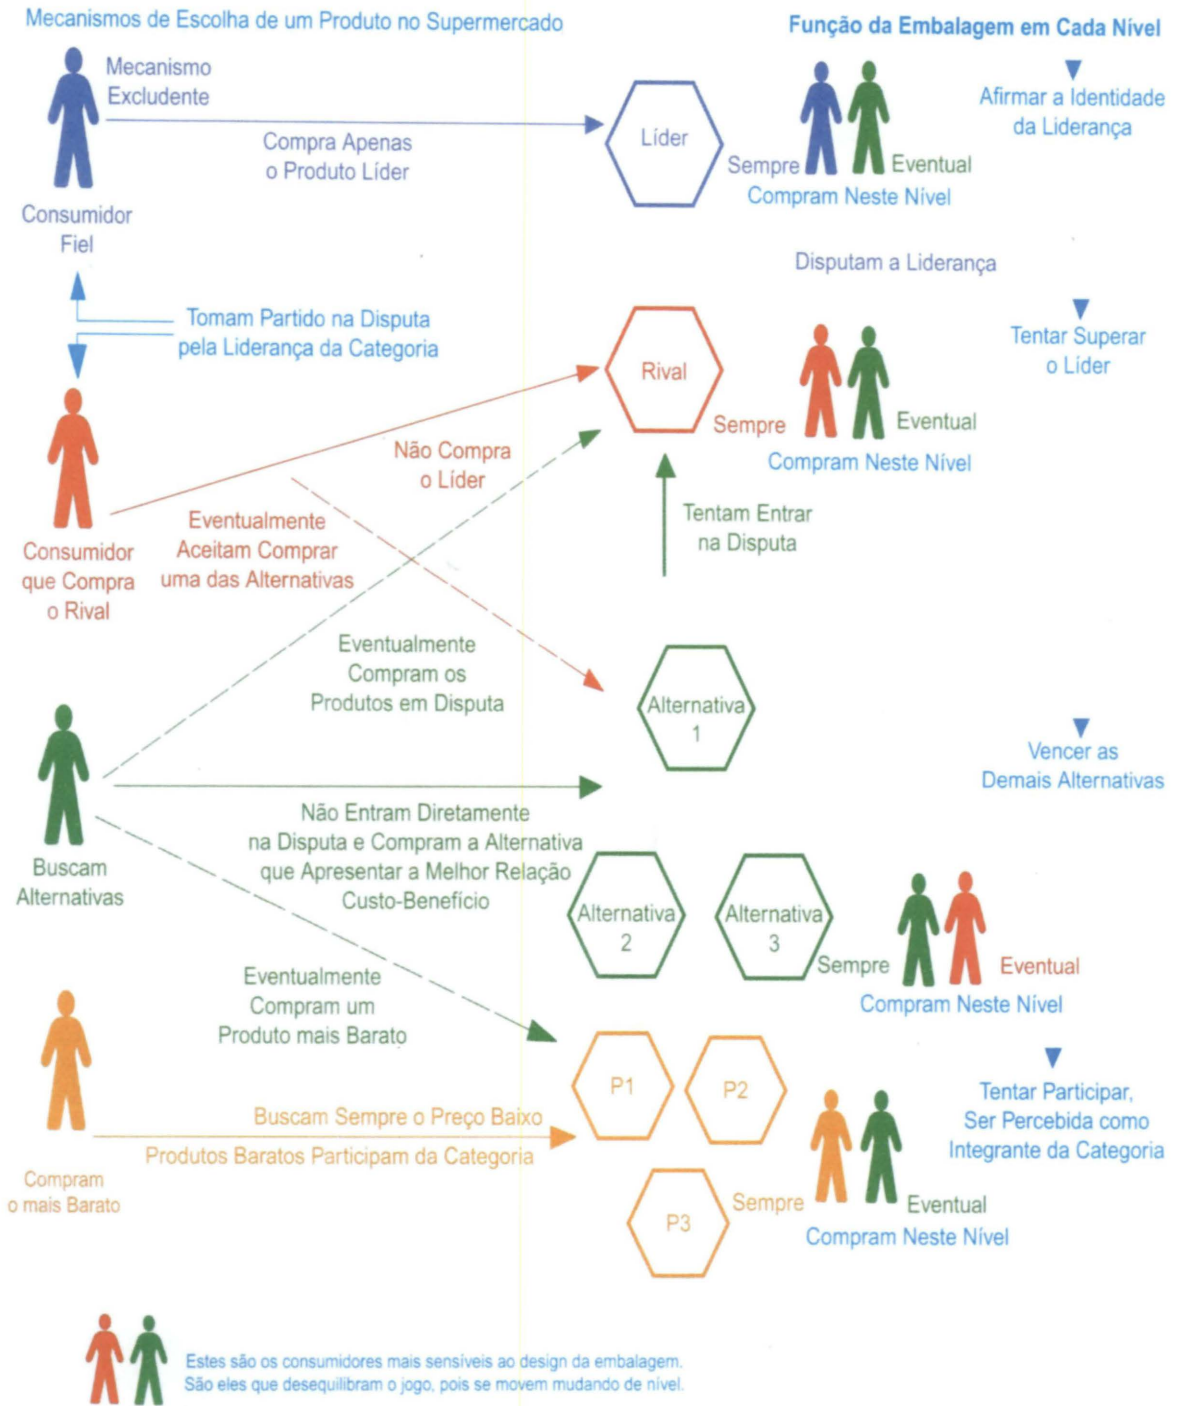 Mecanismos de Escolha de um Produto no Supermercado
Função da Embalagem em Cada Nível
Mecanismo
Excludente
Compra Apenas
o Produto Líder
Consumidor
Fiel
Líder
Sempre
Eventual
Compram Neste Nível
Afirmar a Identidade
da Liderança
Disputam a Liderança
Tomam Partido na Disputa
pela Liderança da Categoria
Rival
Sempre
Eventual
Compram Neste Nível
Tentar Superar
o Líder
Não Compra
o Líder
Eventualmente
Aceitam Comprar
uma das Alternativas
Consumidor
que Compra
o Rival
Tentam Entrar
na Disputa
Eventualmente
Compram os
Produtos em Disputa
Alternativa
1
Vencer as
Demais Alternativas
Não Entram Diretamente
na Disputa e Compram a Alternativa
que Apresentar a Melhor Relação
Custo-Benefício
Buscam
Alternativas
Alternativa
2
Alternativa
3
Sempre
Eventual
Compram Neste Nível
Eventualmente
Compram um
Produto mais Barato
P1
P2
P3
Tentar Participar,
Ser Percebida como
Integrante da Categoria
Buscam Sempre o Preço Baixo
Produtos Baratos Participam da Categoria
Compram
o mais Barato
Sempre
Eventual
Compram Neste Nível
Estes são os consumidores mais sensíveis ao design da embalagem.
São eles que desequilibram o jogo, pois se movem mudando de nível.